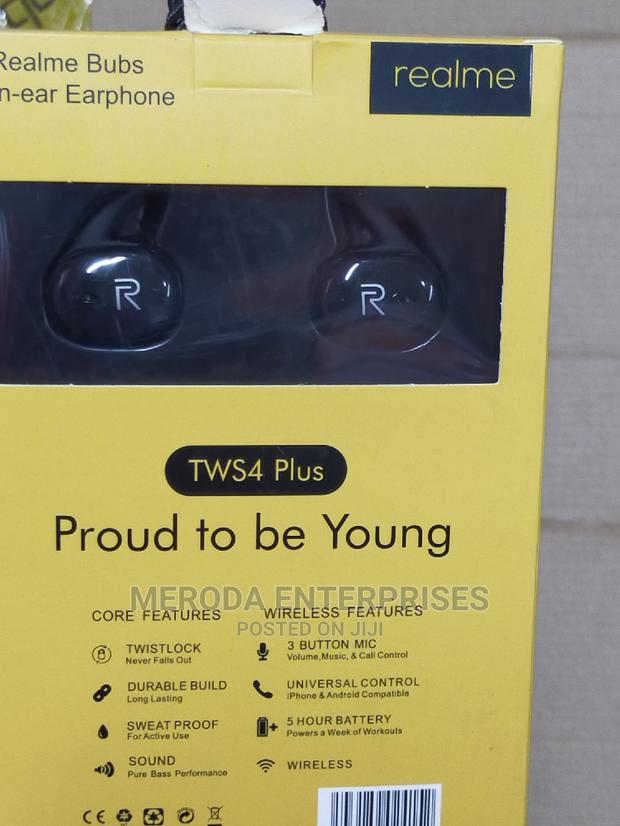 Realme Bubs
n-ear Earphone
realme
R
R
TWS4 Plus
Proud to be Young
MERODA ENTERPRISES
POSTED ON JIJI
CORE FEATURES
TWISTLOCK
Never Falls Out
DURABLE BUILD
Long Lasting
SWEAT PROOF
For Active Use
SOUND
Pure Bass Performance
WIRELESS FEATURES
3 BUTTON MIC
Volume,Music, & Call Control
UNIVERSAL CONTROL
iPhone & Android Compatible
5 HOUR BATTERY
Powers a Week of Workouts
WIRELESS
CE